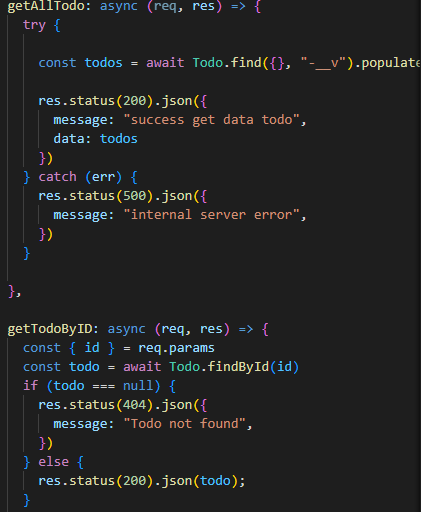 getAllTodo: async (req, res) => {
try {
const todos = await Todo.find({}, "-__v").populate
res.status(200).json({
message: "success get data todo",
data: todos
})
} catch (err) {
res.status(500).json({
message: "internal server error",
})
}
},
getTodoByID: async (req, res) => {
const { id } = req.params
const todo = await Todo.findById(id)
if (todo === null) {
res.status(404).json({
message: "Todo not found",
})
} else {
res.status(200).json(todo);
}